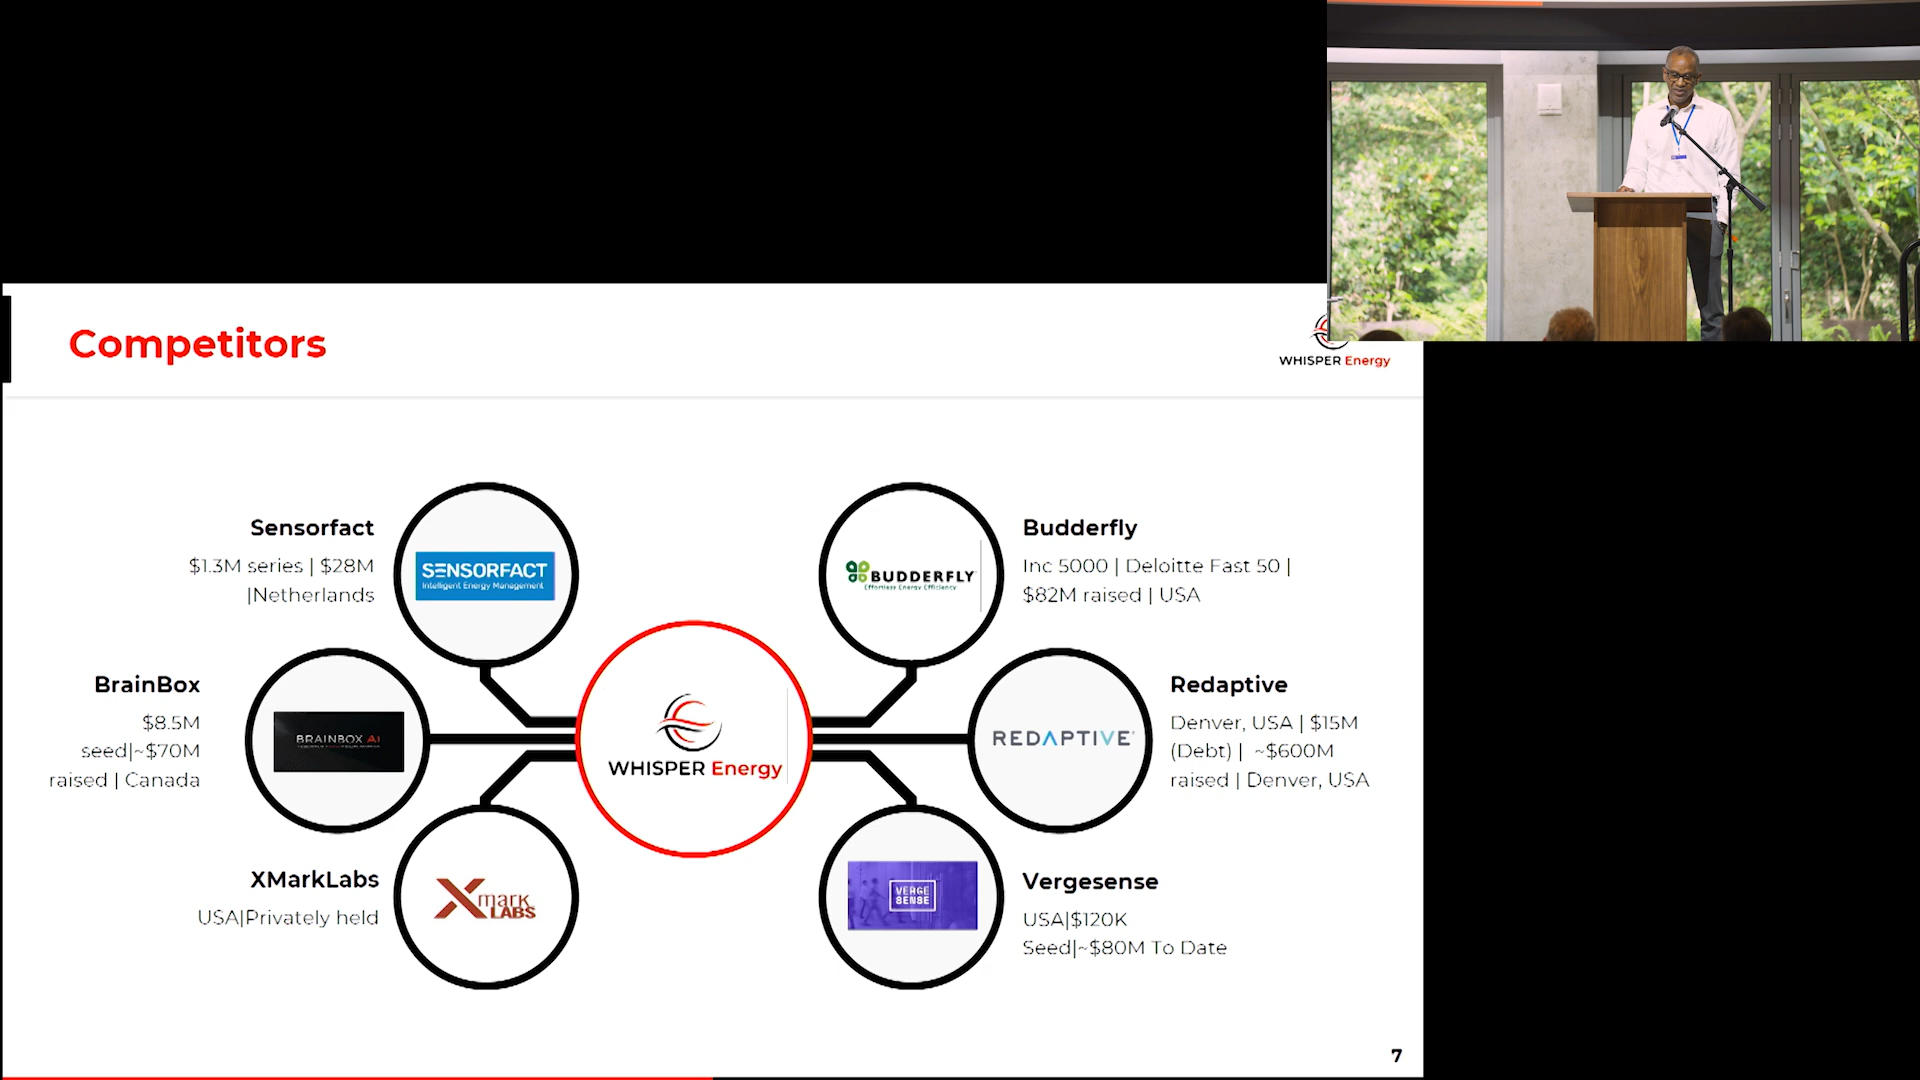 Competitors
WHISPER Energy
Sensorfact
$1.3M series | $28M
|Netherlands
SENSORFACT
Intelligent Energy Management
BUDDERFLY
Effortless Energy Efficiency
Budderfly
Inc 5000 | Deloitte Fast 50 |
$82M raised | USA
BrainBox
$8.5M
seed|~$70M
raised | Canada
BRAINBOX AI
WHISPER Energy
REDAPTIVE
Redaptive
Denver, USA | $15M
(Debt) | ~$600M
raised | Denver, USA
XMarkLabs
USA|Privately held
Xmark
LABS
VERGE
SENSE
Vergesense
USA|$120K
Seed|~$80M To Date
7